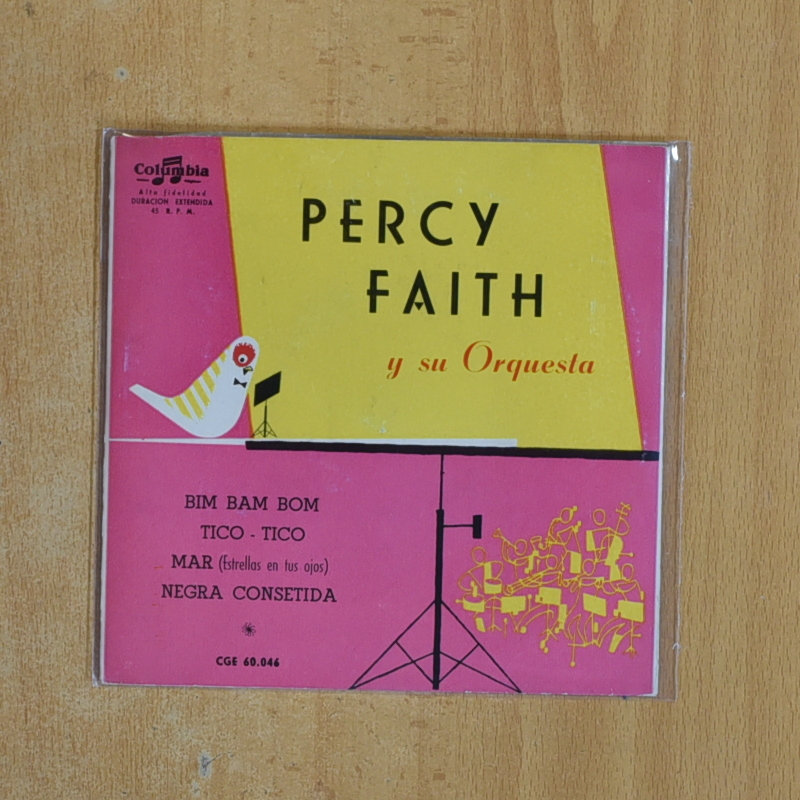 Columbia
Alta fidelidad
DURACION EXTENDIDA
45 R. P. M.
PERCY
FAITH
y su Orquesta
BIM BAM BOM
TICO - TICO
MAR (Estrellas en tus ojos)
NEGRA CONSETIDA
CGE 60.046